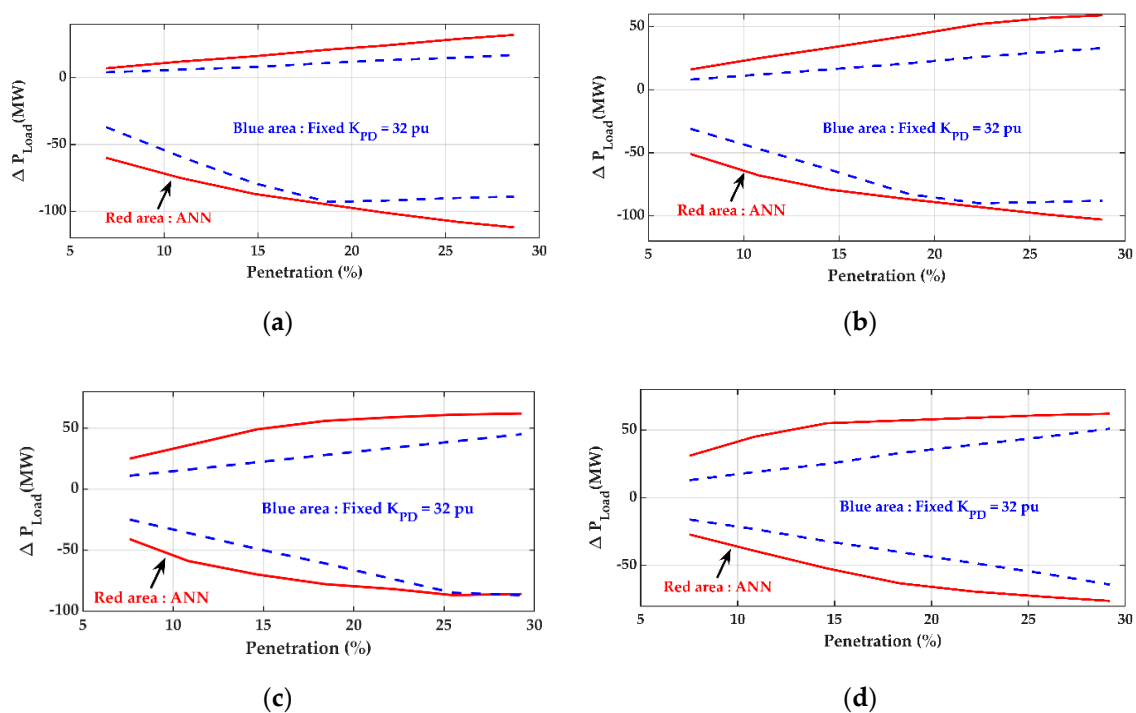 Δ P_Load(MW)
0
-50
-100
Blue area : Fixed K_PD = 32 pu
Red area : ANN
5 10 15 20 25 30
Penetration (%)
(a)
Δ P_Load(MW)
50
0
-50
-100
Blue area : Fixed K_PD = 32 pu
Red area : ANN
5 10 15 20 25 30
Penetration (%)
(b)
Δ P_Load(MW)
50
0
-50
-100
Blue area : Fixed K_PD = 32 pu
Red area : ANN
5 10 15 20 25 30
Penetration (%)
(c)
Δ P_Load(MW)
50
0
-50
Blue area : Fixed K_PD = 32 pu
Red area : ANN
5 10 15 20 25 30
Penetration (%)
(d)